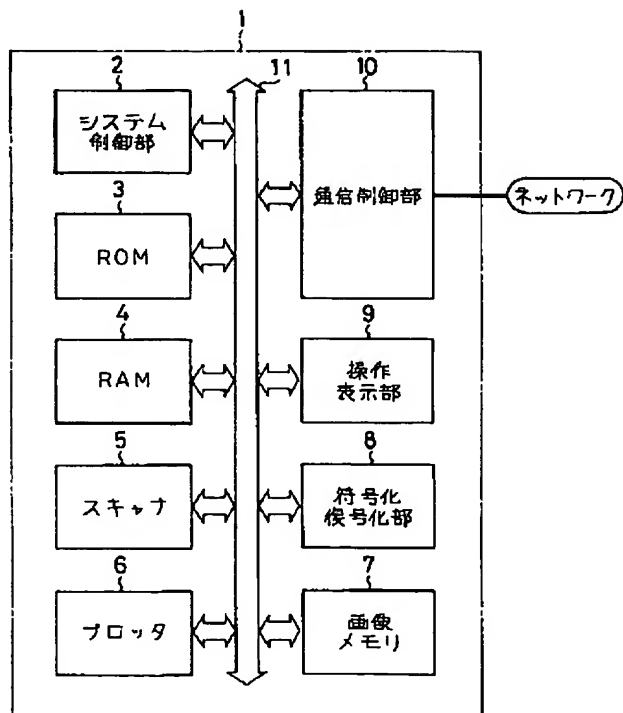 1
2
11
10
システム
制御部
通信制御部
ネットワーク
3
ROM
4
RAM
9
操作
表示部
5
スキャナ
8
符号化
復号化部
6
プロッタ
7
画像
メモリ